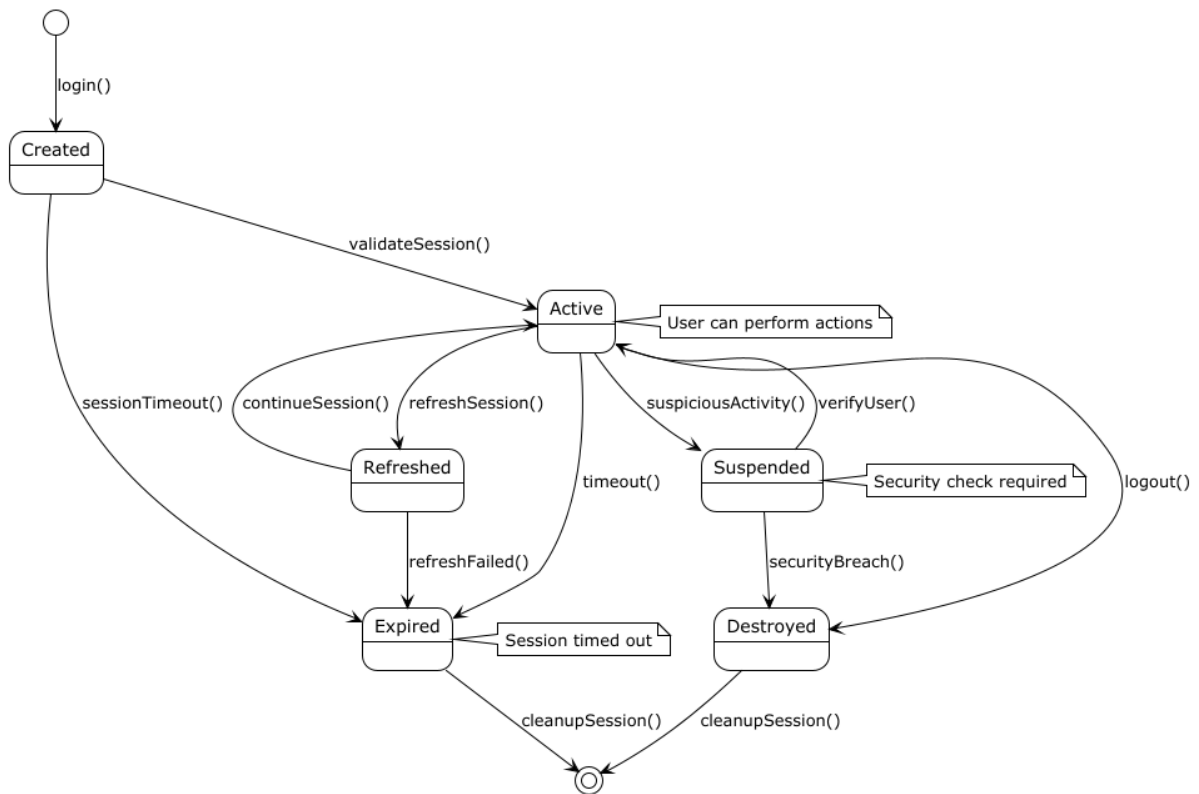 login()
Created
validateSession()
Active
User can perform actions
sessionTimeout()
continueSession()
refreshSession()
suspiciousActivity()
verifyUser()
Refreshed
timeout()
Suspended
Security check required
logout()
refreshFailed()
securityBreach()
Expired
Session timed out
Destroyed
cleanupSession()
cleanupSession()